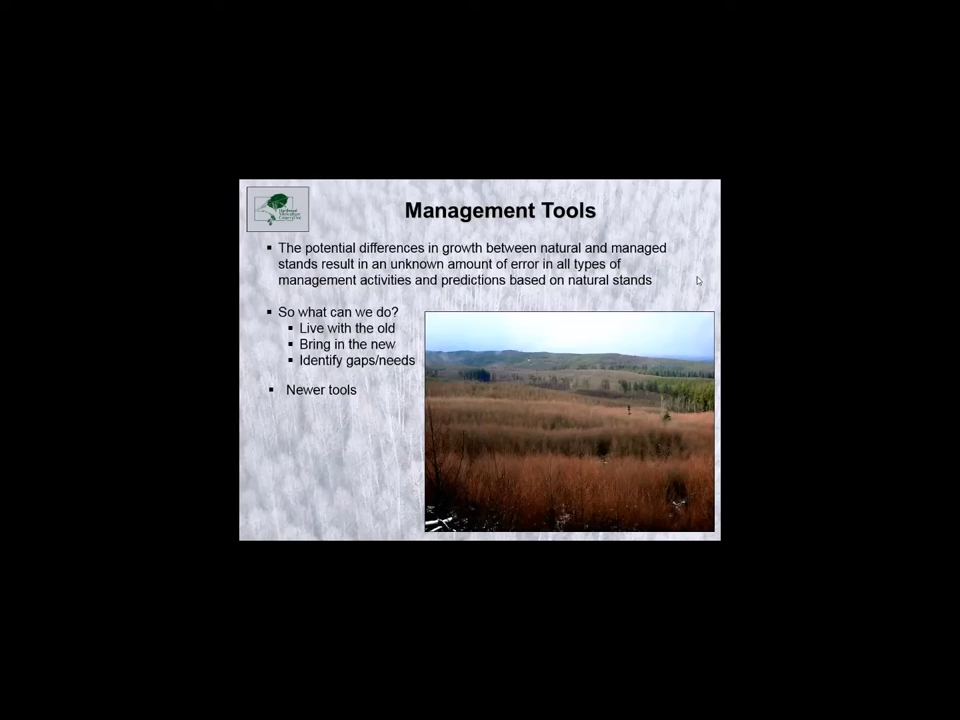 Management Tools
▪ The potential differences in growth between natural and managed
stands result in an unknown amount of error in all types of
management activities and predictions based on natural stands
▪ So what can we do?
▪ Live with the old
▪ Bring in the new
▪ Identify gaps/needs
▪ Newer tools